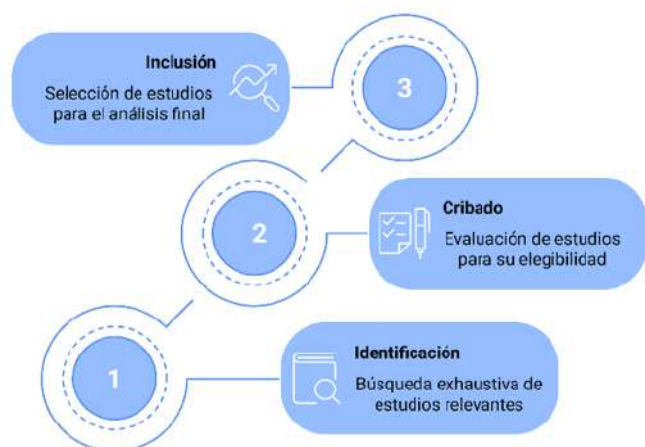 Inclusión
Selección de estudios
para el análisis final
3
2
Cribado
Evaluación de estudios
para su elegibilidad
1
Identificación
Búsqueda exhaustiva de
estudios relevantes